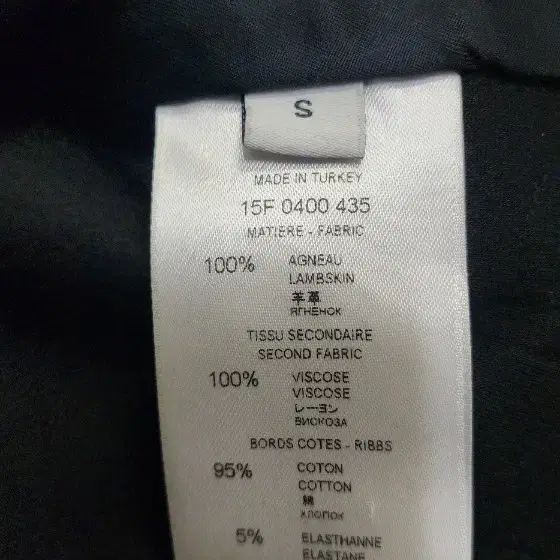 S
MADE IN TURKEY
15F 0400 435
MATIERE - FABRIC
100% AGNEAU
LAMBSKIN
羊革
ЯГНЕНОК
TISSU SECONDAIRE
SECOND FABRIC
100% VISCOSE
VISCOSE
レーヨン
ВИСКОЗА
BORDS COTES - RIBBS
95% COTON
COTTON
綿
ХЛОПОК
5% ELASTHANNE
ELASTANE